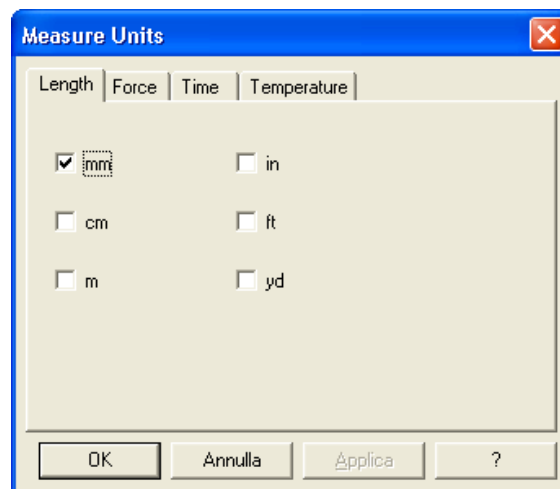 Measure Units
Length Force Time Temperature
mm in
cm ft
m yd
OK Annulla Applica ?